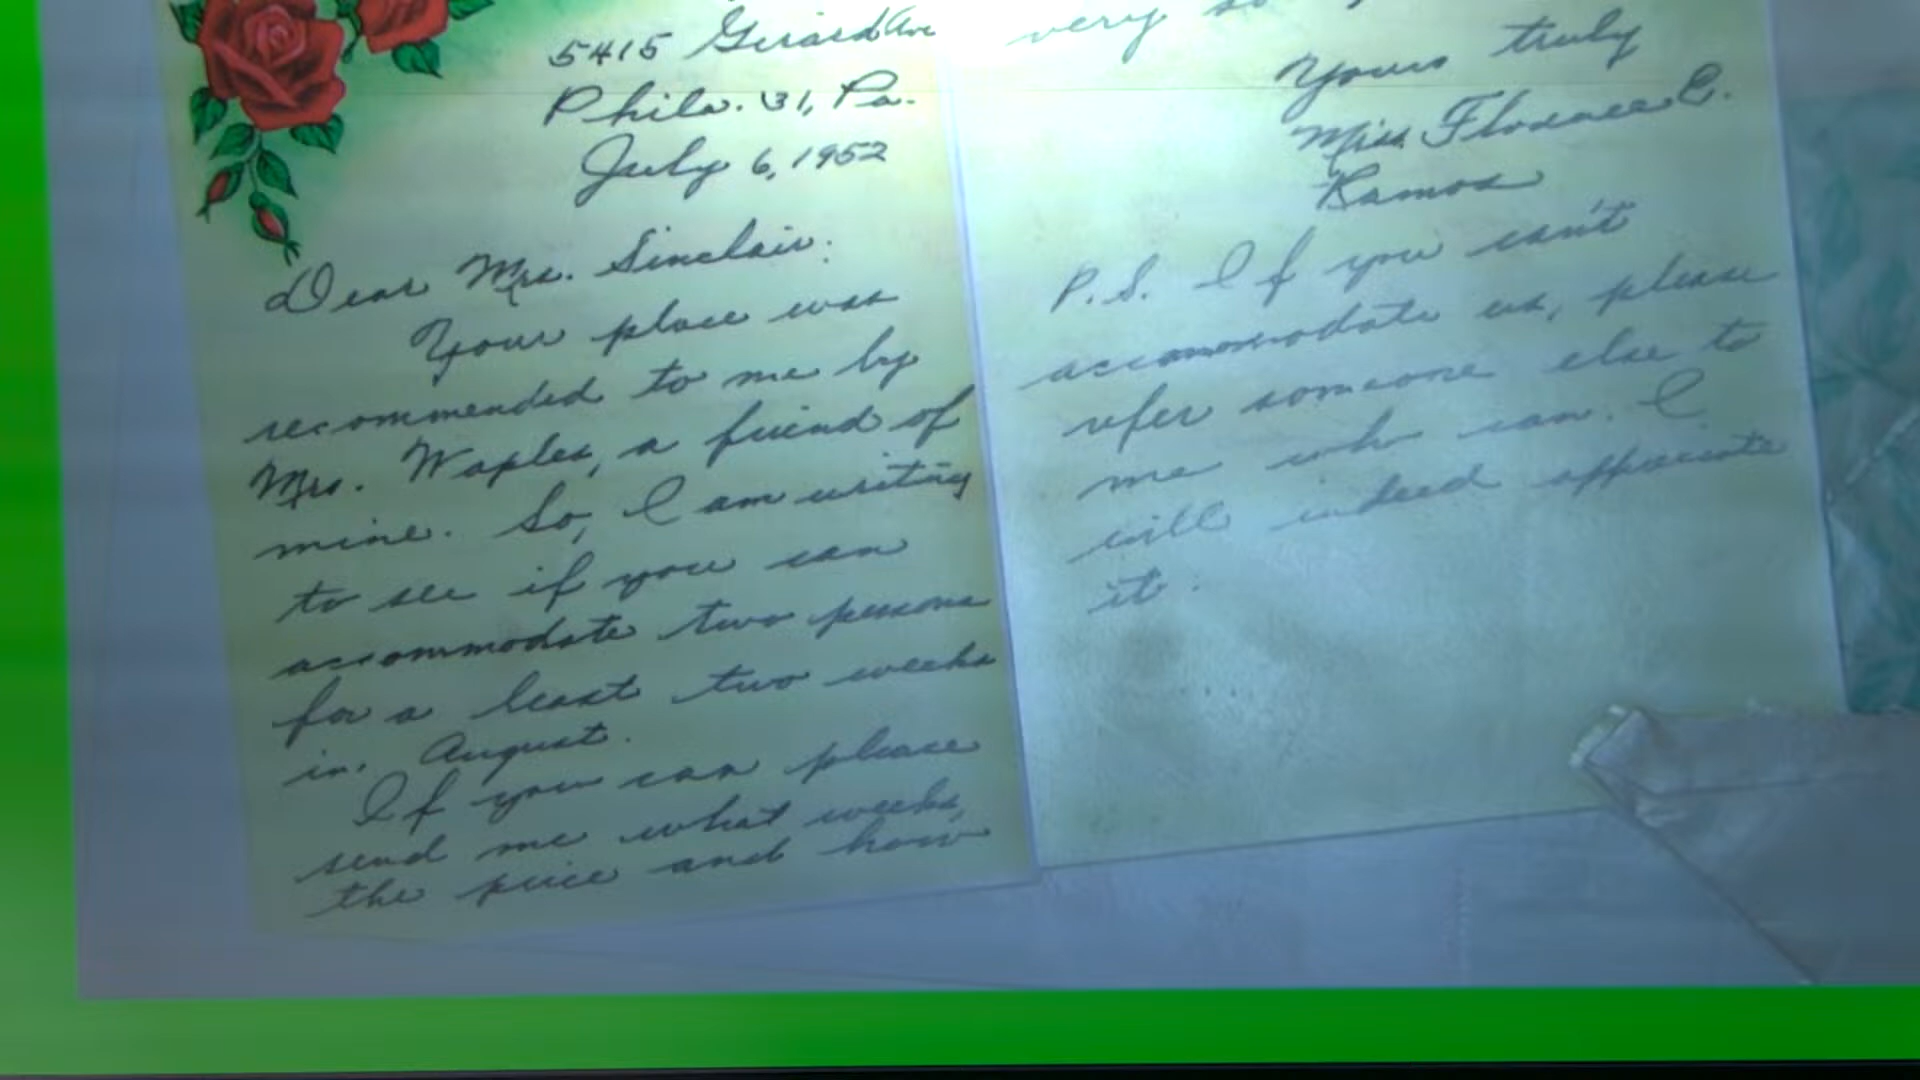 5415 Girard Ave
Phila. 31, Pa.
July 6, 1952
Dear Mrs. Sinclair:
Your place was
recommended to me by
Mrs. Waples, a friend of
mine. So, I am writing
to see if you can
accommodate two persons
for a least two weeks
in. August.
If you can please
send me what weeks,
the price and how
very
Yours truly
Miss Florence E.
Ramos
P.S. If you can't
accommodate us, please
refer someone else to
me who can. I
will indeed appreciate
it.